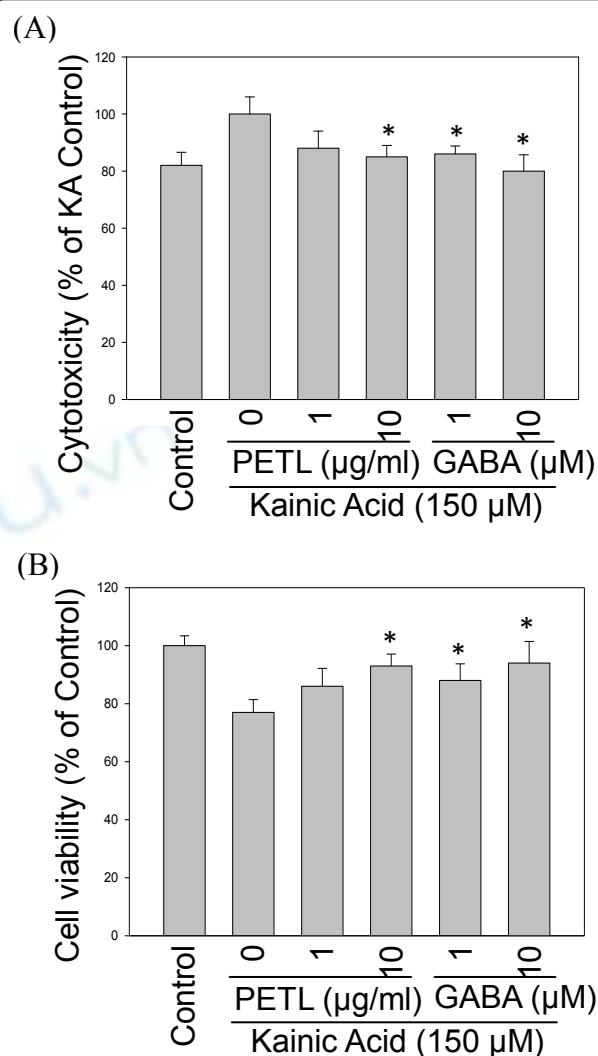 (A)
120
100
80
60
40
20
0
Cytotoxicity (% of KA Control)
* * *
Control 0 1 10 1 10
PETL (µg/ml) GABA (µM)
Kainic Acid (150 µM)
u.vn
(B)
120
100
80
60
40
20
0
Cell viability (% of Control)
* * *
Control 0 1 10 1 10
PETL (µg/ml) GABA (µM)
Kainic Acid (150 µM)